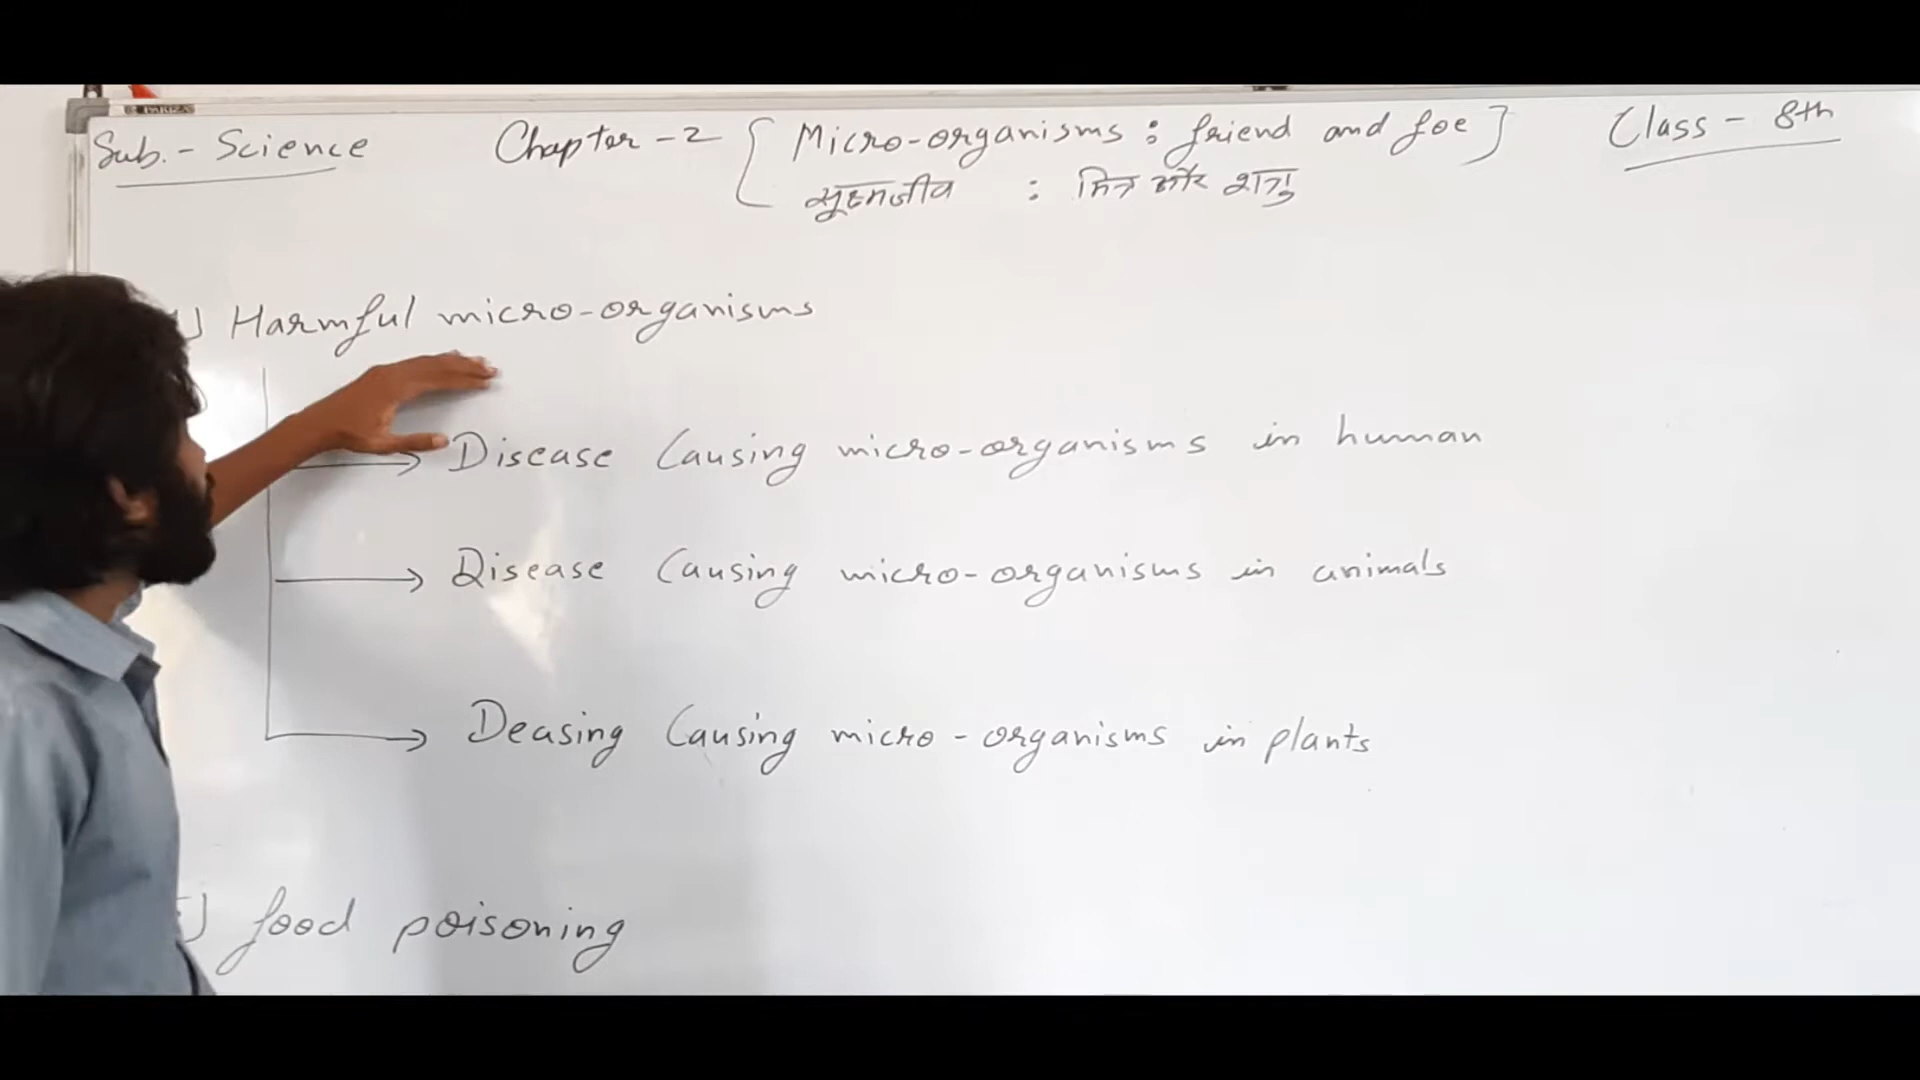 Sub. - Science
Chapter - 2 [ Micro-organisms : friend and foe ]
सूक्ष्मजीव : मित्र और शत्रु
Class - 8th
Harmful micro-organisms
→ Disease Causing micro-organisms in human
→ Disease Causing micro-organisms in animals
→ Deasing Causing micro-organisms in plants
food poisoning